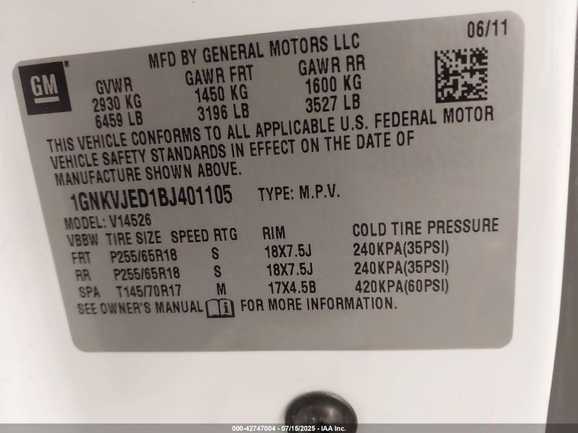 06/11
GM
MFD BY GENERAL MOTORS LLC
GVWR GAWR FRT GAWR RR
2930 KG 1450 KG 1600 KG
6459 LB 3196 LB 3527 LB
THIS VEHICLE CONFORMS TO ALL APPLICABLE U.S. FEDERAL MOTOR
VEHICLE SAFETY STANDARDS IN EFFECT ON THE DATE OF
MANUFACTURE SHOWN ABOVE.
1GNKVJED1BJ401105 TYPE: M.P.V.
MODEL: V14526
VBBW TIRE SIZE SPEED RTG RIM COLD TIRE PRESSURE
FRT P255/65R18 S 18X7.5J 240KPA(35PSI)
RR P255/65R18 S 18X7.5J 240KPA(35PSI)
SPA T145/70R17 M 17X4.5B 420KPA(60PSI)
SEE OWNER'S MANUAL FOR MORE INFORMATION.
000-42747004 - 07/15/2025 - IAA Inc.